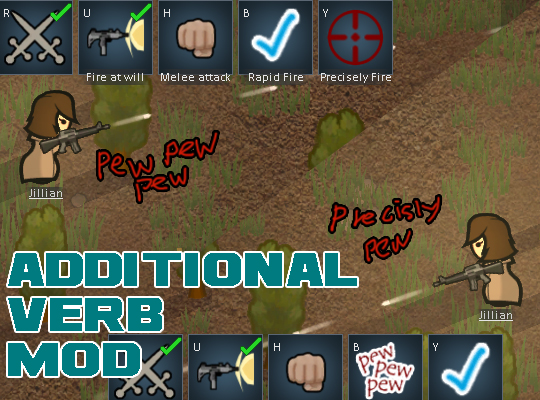 R U H B Y
Fire at will Melee attack Rapid Fire Precisely Fire
Pew Pew
Pew
Jillian
Precisly
Pew
Jillian
ADDITIONAL
VERB
MOD
U H B Y
pew
pew
pew